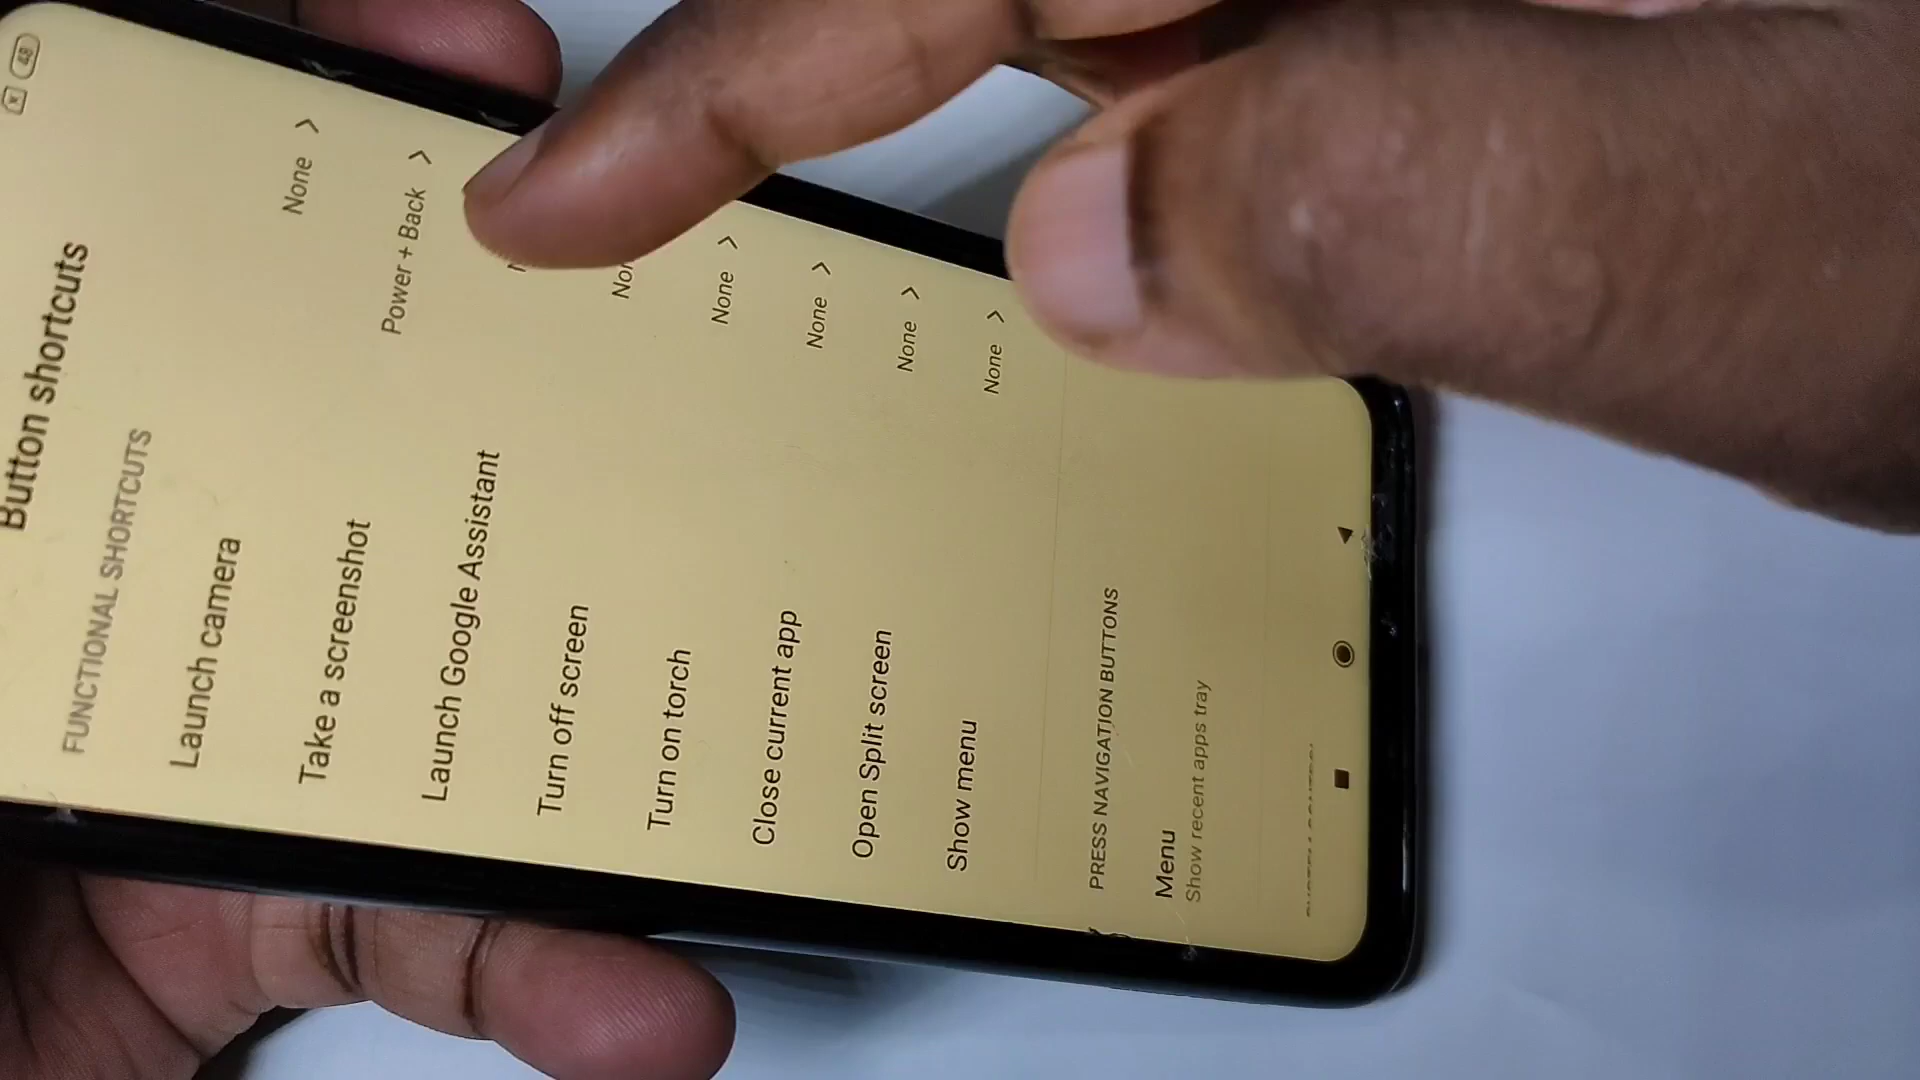 48
Button shortcuts
FUNCTIONAL SHORTCUTS
Launch camera None
Take a screenshot Power + Back
Launch Google Assistant
Turn off screen
Turn on torch None
Close current app None
Open Split screen None
Show menu None
PRESS NAVIGATION BUTTONS
Menu
Show recent apps tray